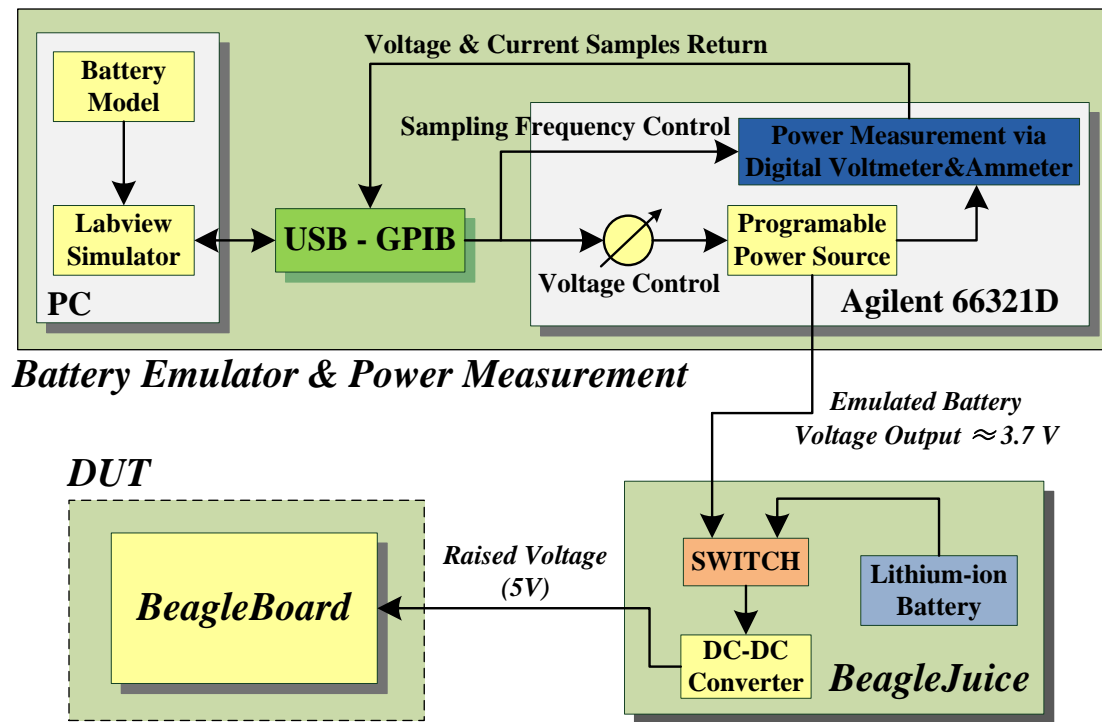 Voltage & Current Samples Return
Battery
Model
Sampling Frequency Control
Power Measurement via
Digital Voltmeter&Ammeter
Labview
Simulator
USB - GPIB
Programable
Power Source
Voltage Control
PC
Agilent 66321D
Battery Emulator & Power Measurement
Emulated Battery
Voltage Output ≈ 3.7 V
DUT
BeagleBoard
Raised Voltage
(5V)
SWITCH
Lithium-ion
Battery
DC-DC
Converter
BeagleJuice